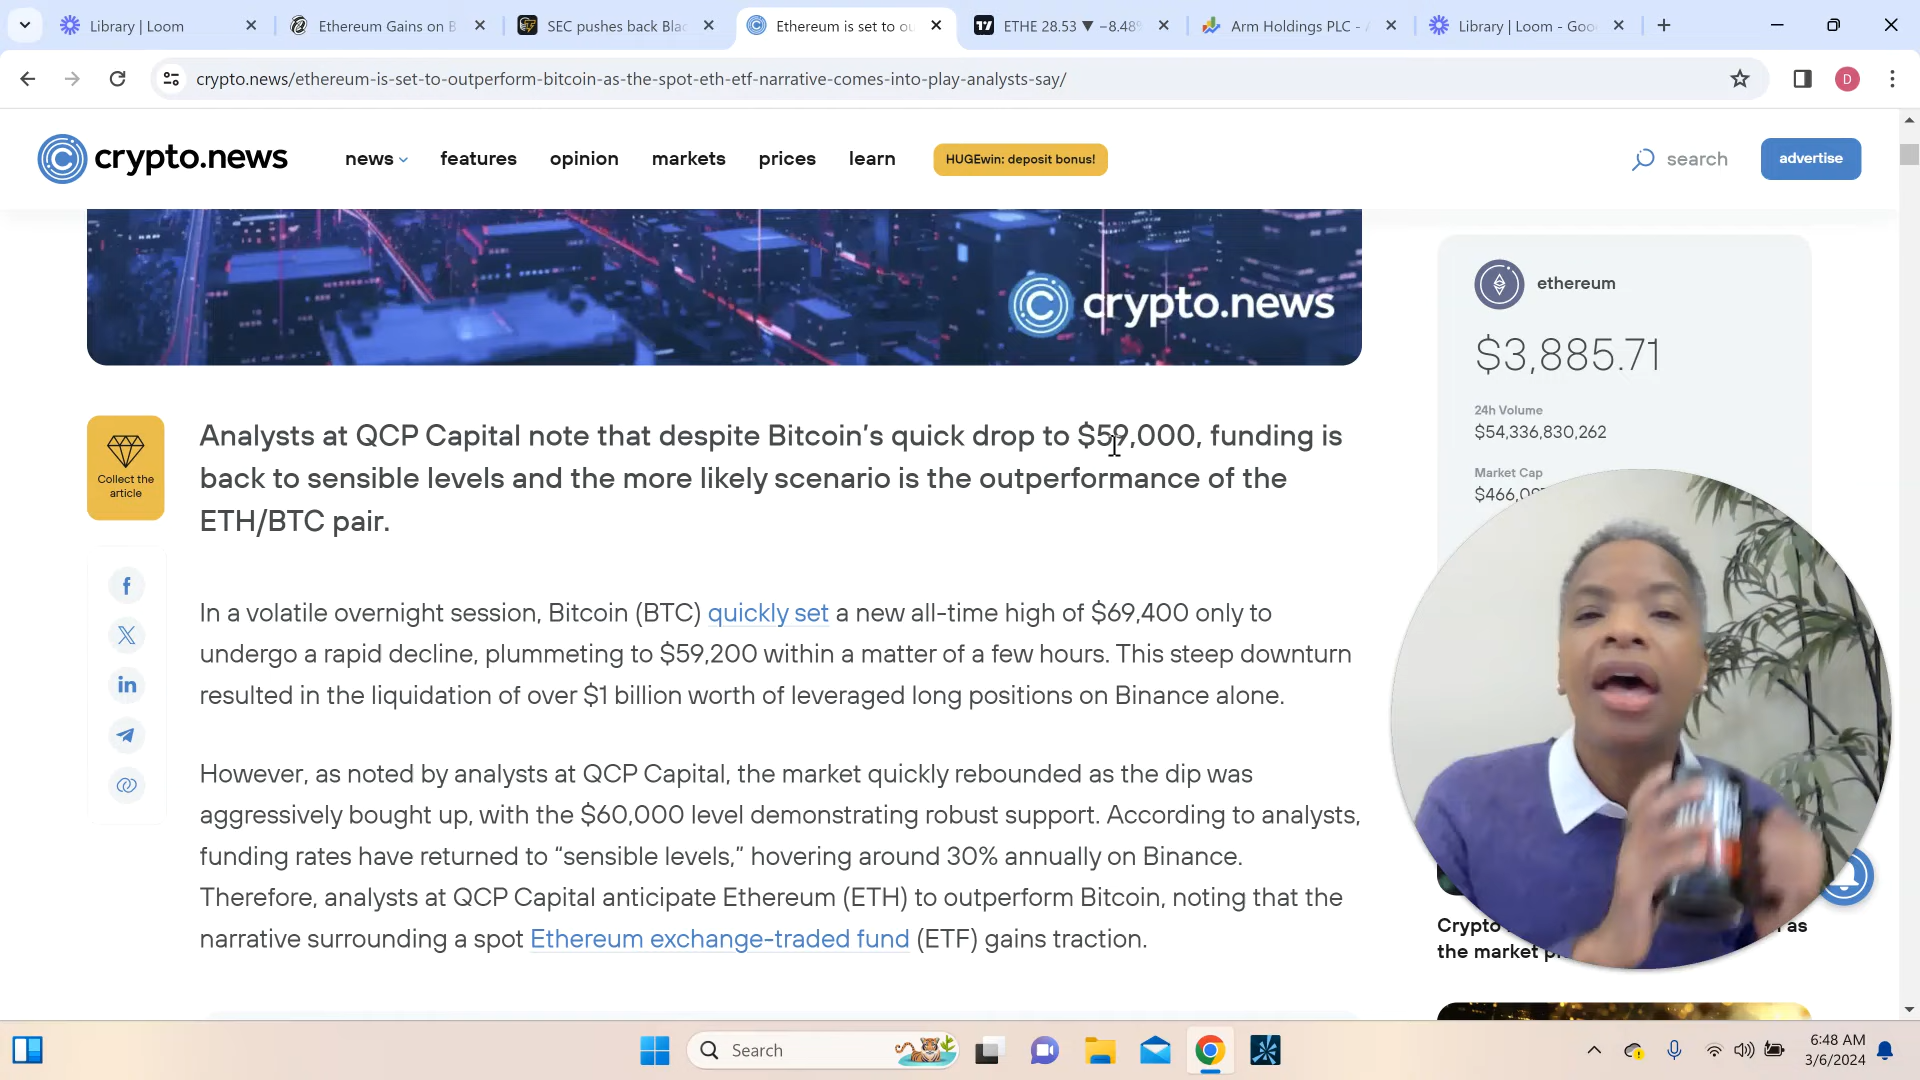 Library | Loom
Ethereum Gains on B
SEC pushes back Blac
Ethereum is set to ou
ETHE 28.53 ▼ −8.48%
Arm Holdings PLC - A
Library | Loom - Goo
crypto.news/ethereum-is-set-to-outperform-bitcoin-as-the-spot-eth-etf-narrative-comes-into-play-analysts-say/
D
crypto.news
news
features
opinion
markets
prices
learn
HUGEwin: deposit bonus!
search
advertise
crypto.news
ethereum
$3,885.71
24h Volume
$54,336,830,262
Market Cap
Collect the
article
Analysts at QCP Capital note that despite Bitcoin’s quick drop to $59,000, funding is
back to sensible levels and the more likely scenario is the outperformance of the
ETH/BTC pair.
In a volatile overnight session, Bitcoin (BTC) quickly set a new all-time high of $69,400 only to
undergo a rapid decline, plummeting to $59,200 within a matter of a few hours. This steep downturn
resulted in the liquidation of over $1 billion worth of leveraged long positions on Binance alone.
However, as noted by analysts at QCP Capital, the market quickly rebounded as the dip was
aggressively bought up, with the $60,000 level demonstrating robust support. According to analysts,
funding rates have returned to “sensible levels,” hovering around 30% annually on Binance.
Therefore, analysts at QCP Capital anticipate Ethereum (ETH) to outperform Bitcoin, noting that the
narrative surrounding a spot Ethereum exchange-traded fund (ETF) gains traction.
Crypto
as
the market
Search
6:48 AM
3/6/2024